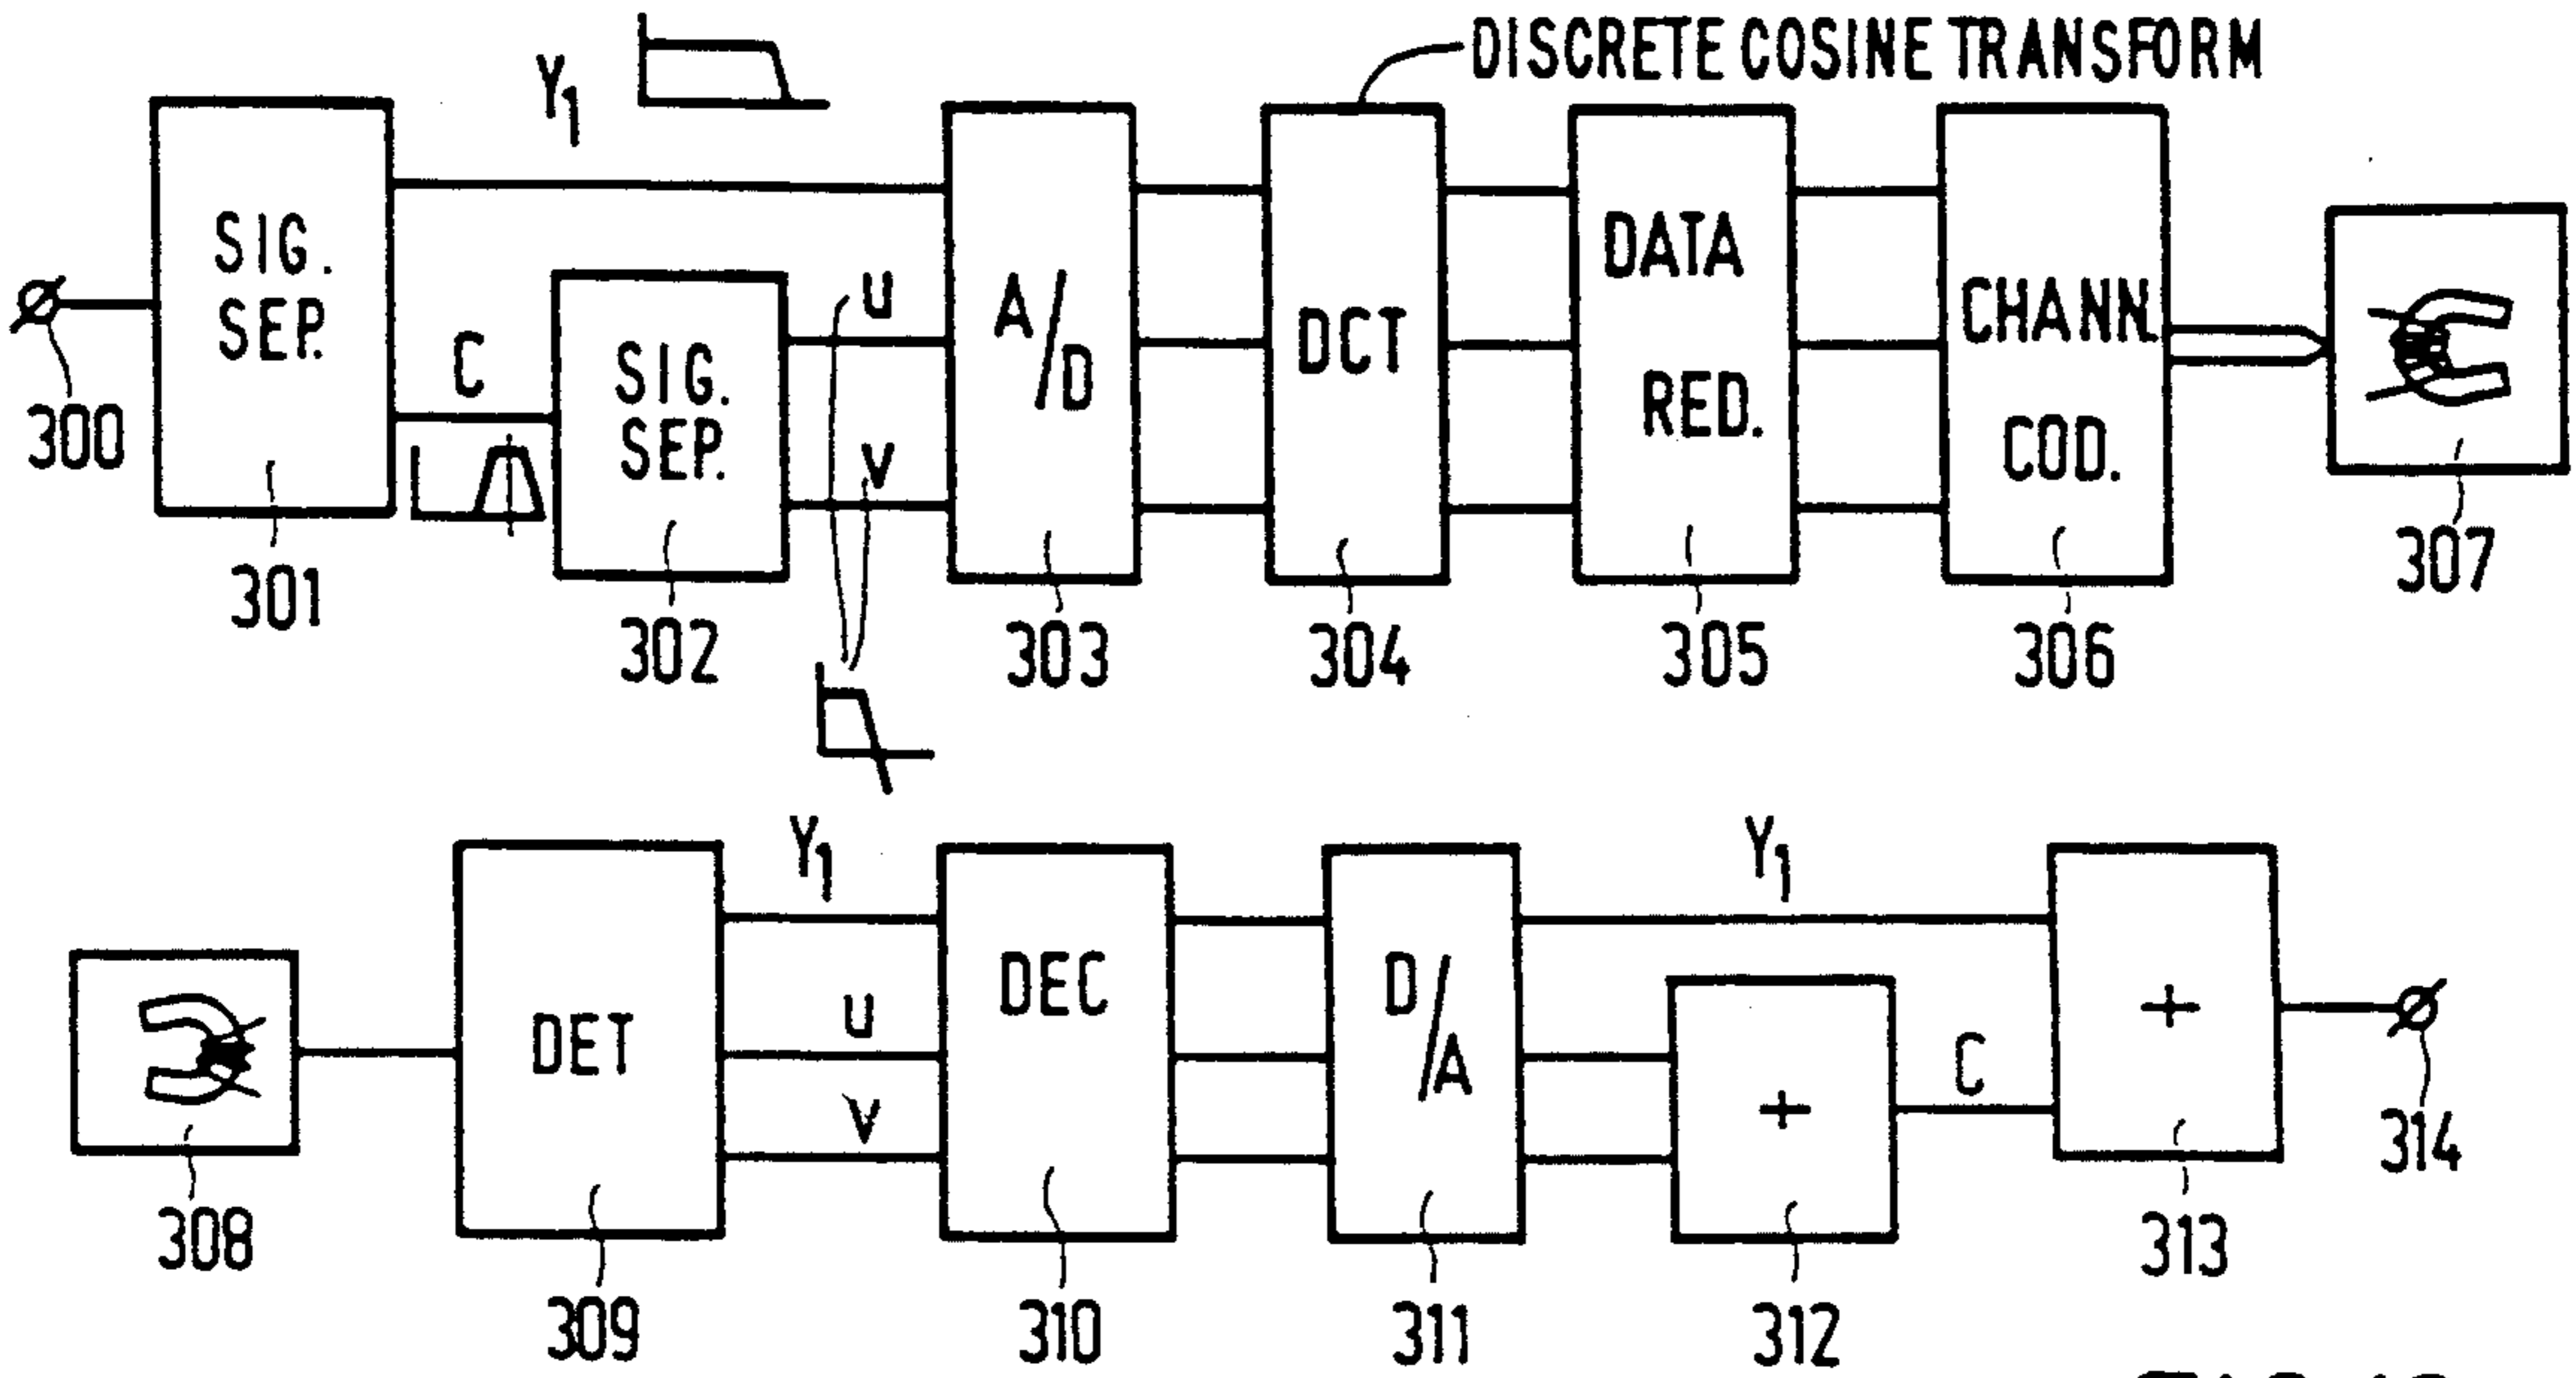 DISCRETE COSINE TRANSFORM
Y1
SIG. SEP.
C
SIG. SEP.
u
v
A/D
DCT
DATA RED.
CHANN. COD.
300
301
302
303
304
305
306
307
Y1
u
v
DET
DEC
D/A
Y1
+
C
+
308
309
310
311
312
313
314